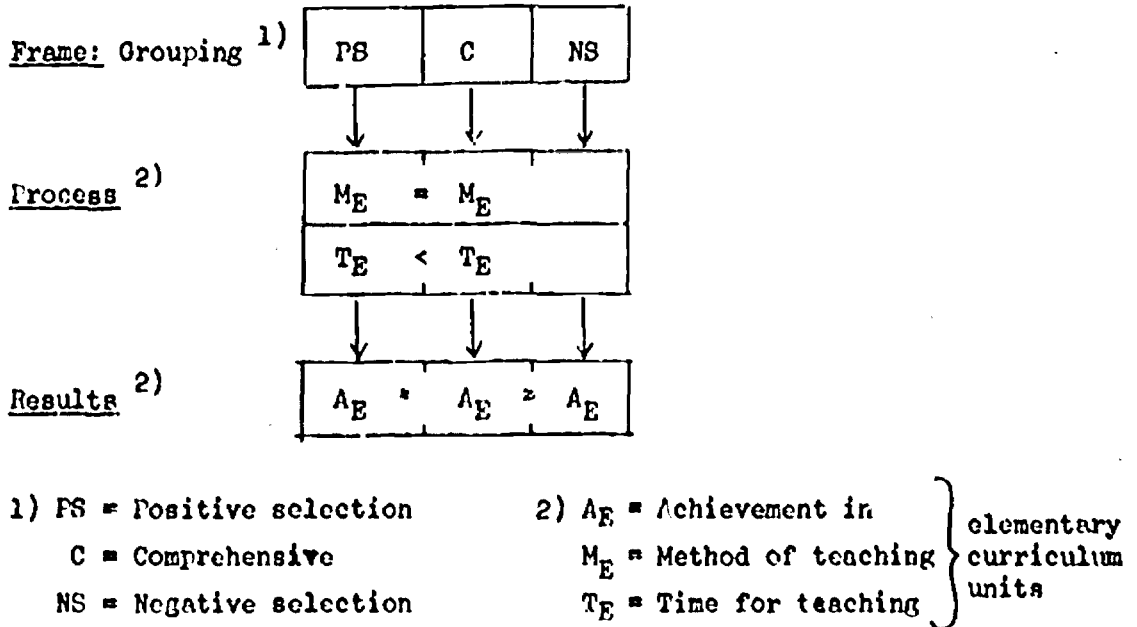 Frame: Grouping 1) PS C NS
Process 2)
M_E = M_E
T_E < T_E
Results 2) A_E = A_E = A_E
1) PS = Positive selection 2) A_E = Achievement in
C = Comprehensive M_E = Method of teaching
NS = Negative selection T_E = Time for teaching
elementary
curriculum
units